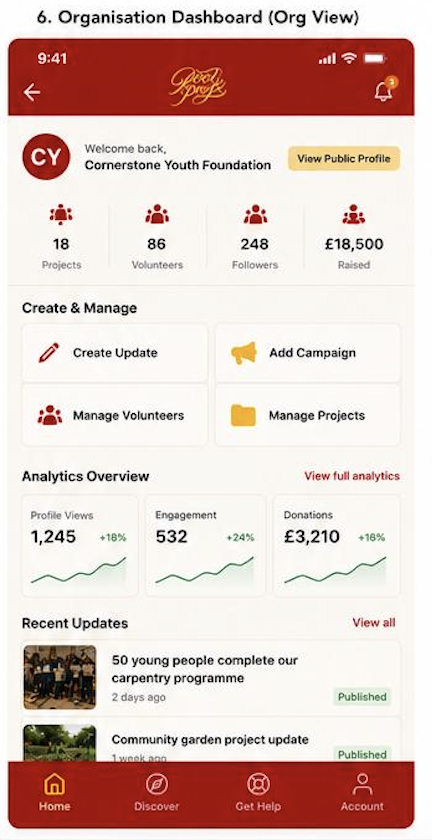 6. Organisation Dashboard (Org View)
9:41
3
CY
Welcome back,
Cornerstone Youth Foundation
View Public Profile
18
86
248
£18,500
Projects
Volunteers
Followers
Raised
Create & Manage
Create Update
Add Campaign
Manage Volunteers
Manage Projects
Analytics Overview
View full analytics
Profile Views
Engagement
Donations
1,245 +18%
532 +24%
£3,210 +16%
Recent Updates
View all
50 young people complete our
carpentry programme
2 days ago
Published
Community garden project update
1 week ago
Published
Home
Discover
Get Help
Account